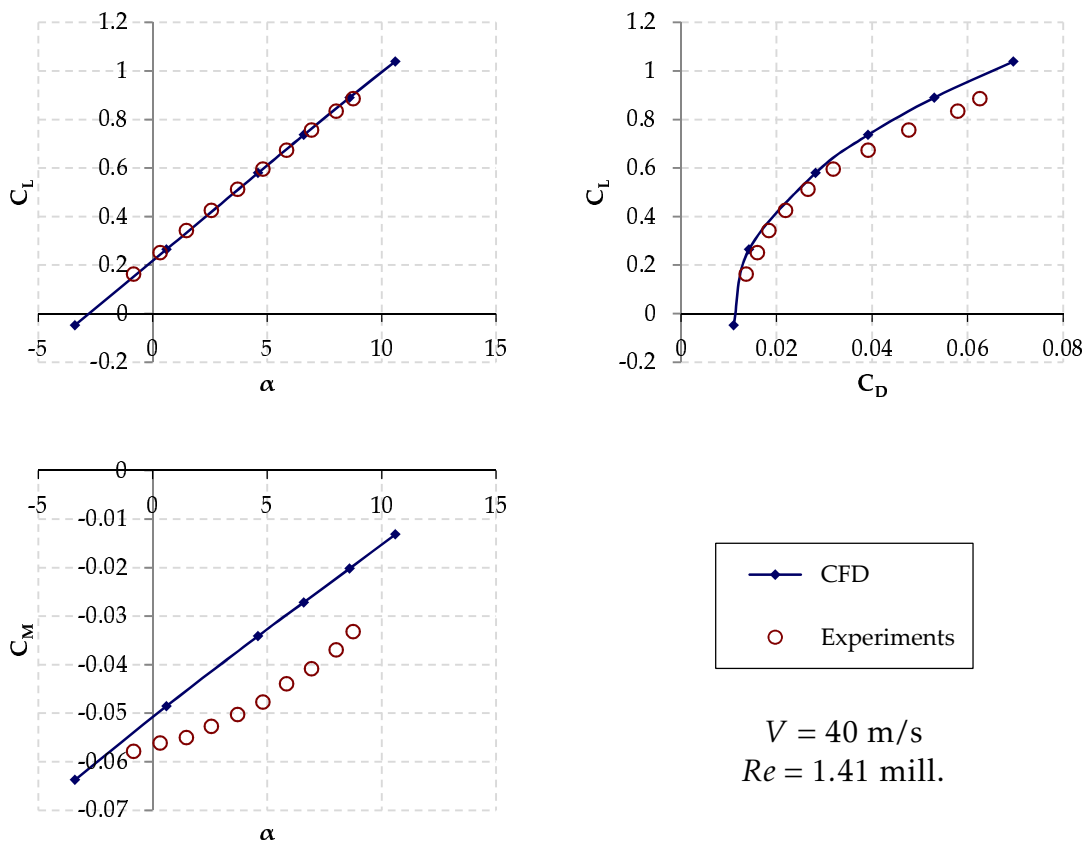 1.2
1
0.8
0.6
0.4
0.2
0
-0.2
-5 0 5 10 15
C_L
α
1.2
1
0.8
0.6
0.4
0.2
0
-0.2
0 0.02 0.04 0.06 0.08
C_L
C_D
0
-5 0 5 10 15
-0.01
-0.02
-0.03
-0.04
-0.05
-0.06
-0.07
C_M
α
CFD
Experiments
V = 40 m/s
Re = 1.41 mill.